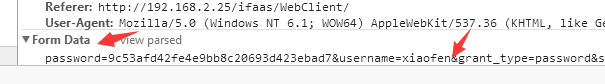 Referer: http://192.168.2.25/ifaas/WebClient/
User-Agent: Mozilla/5.0 (Windows NT 6.1; WOW64) AppleWebKit/537.36 (KHTML, like Ge
Form Data view parsed
password=9c53afd42fe4e9bb8c20693d423ebad7&username=xiaofen&grant_type=password&s